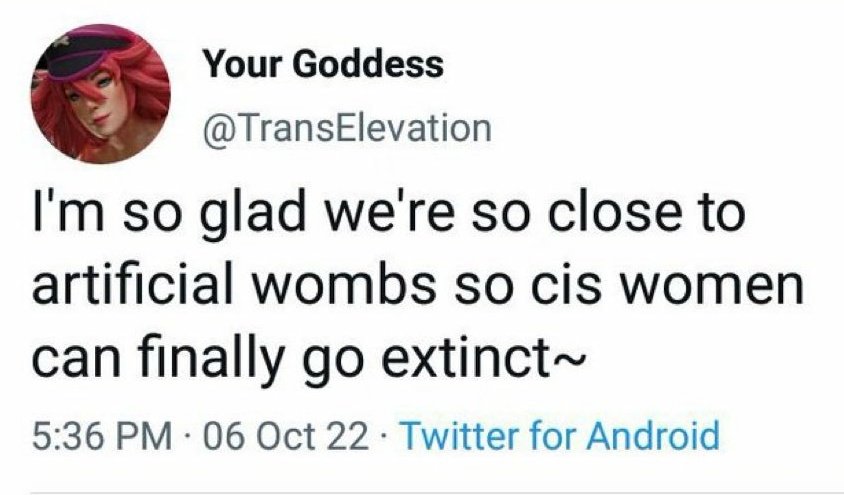 Your Goddess
@TransElevation
I'm so glad we're so close to
artificial wombs so cis women
can finally go extinct~
5:36 PM · 06 Oct 22 · Twitter for Android